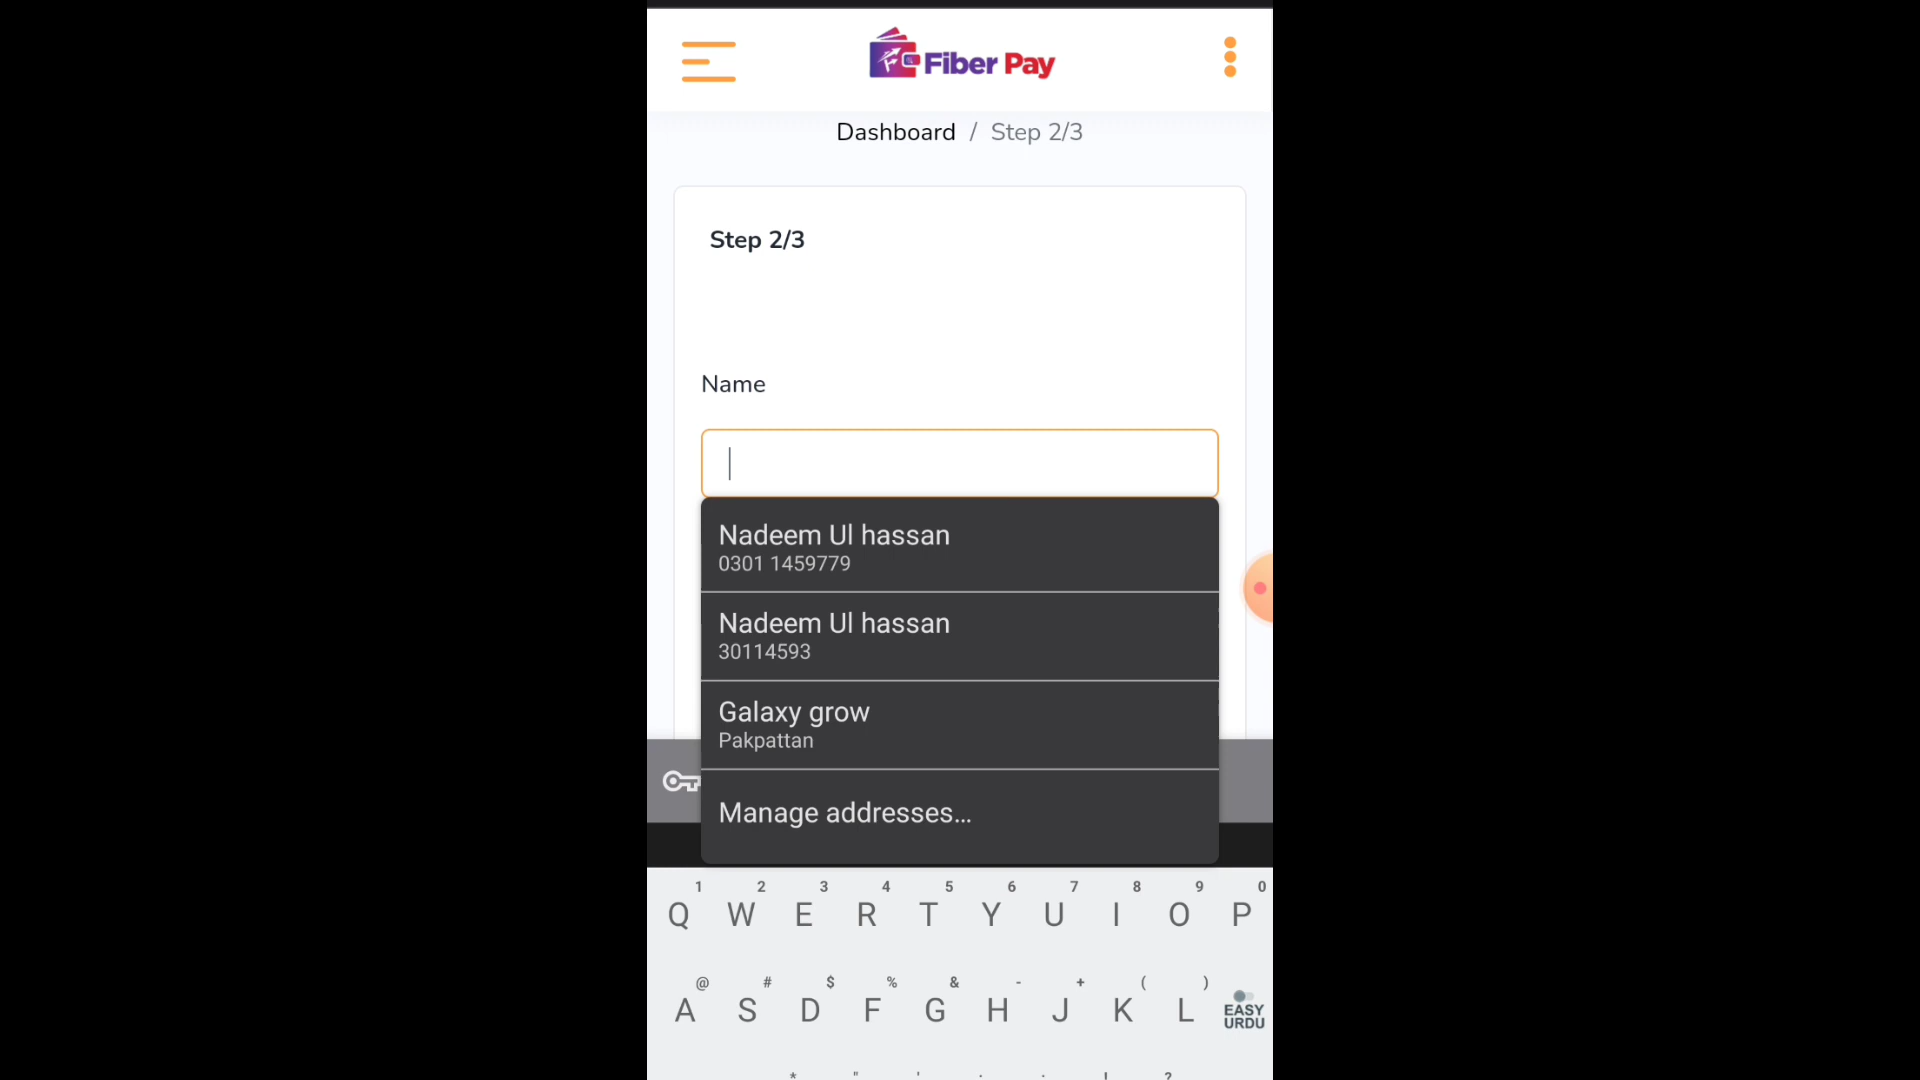 Fiber Pay
Dashboard / Step 2/3
Step 2/3
Name
Nadeem Ul hassan
0301 1459779
Nadeem Ul hassan
30114593
Galaxy grow
Pakpattan
Manage addresses...
1 2 3 4 5 6 7 8 9 0
Q W E R T Y U I O P
@ # $ % & - + ( )
A S D F G H J K L
EASY
URDU